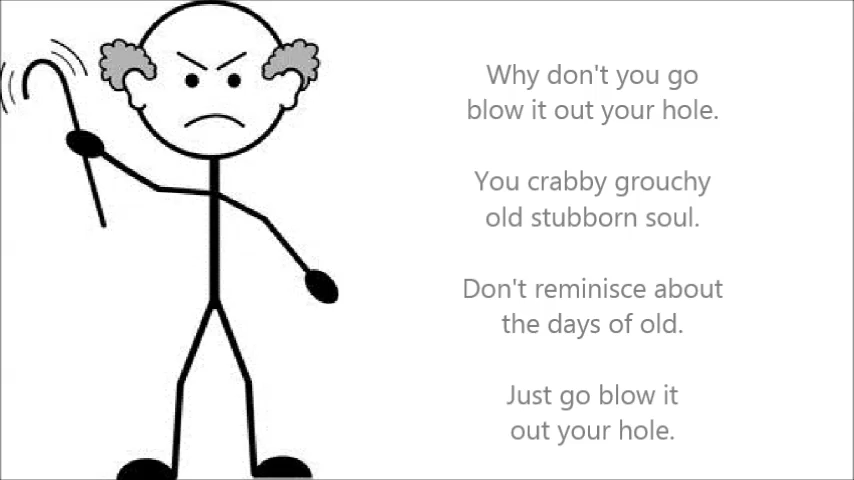 Why don't you go
blow it out your hole.
You crabby grouchy
old stubborn soul.
Don't reminisce about
the days of old.
Just go blow it
out your hole.